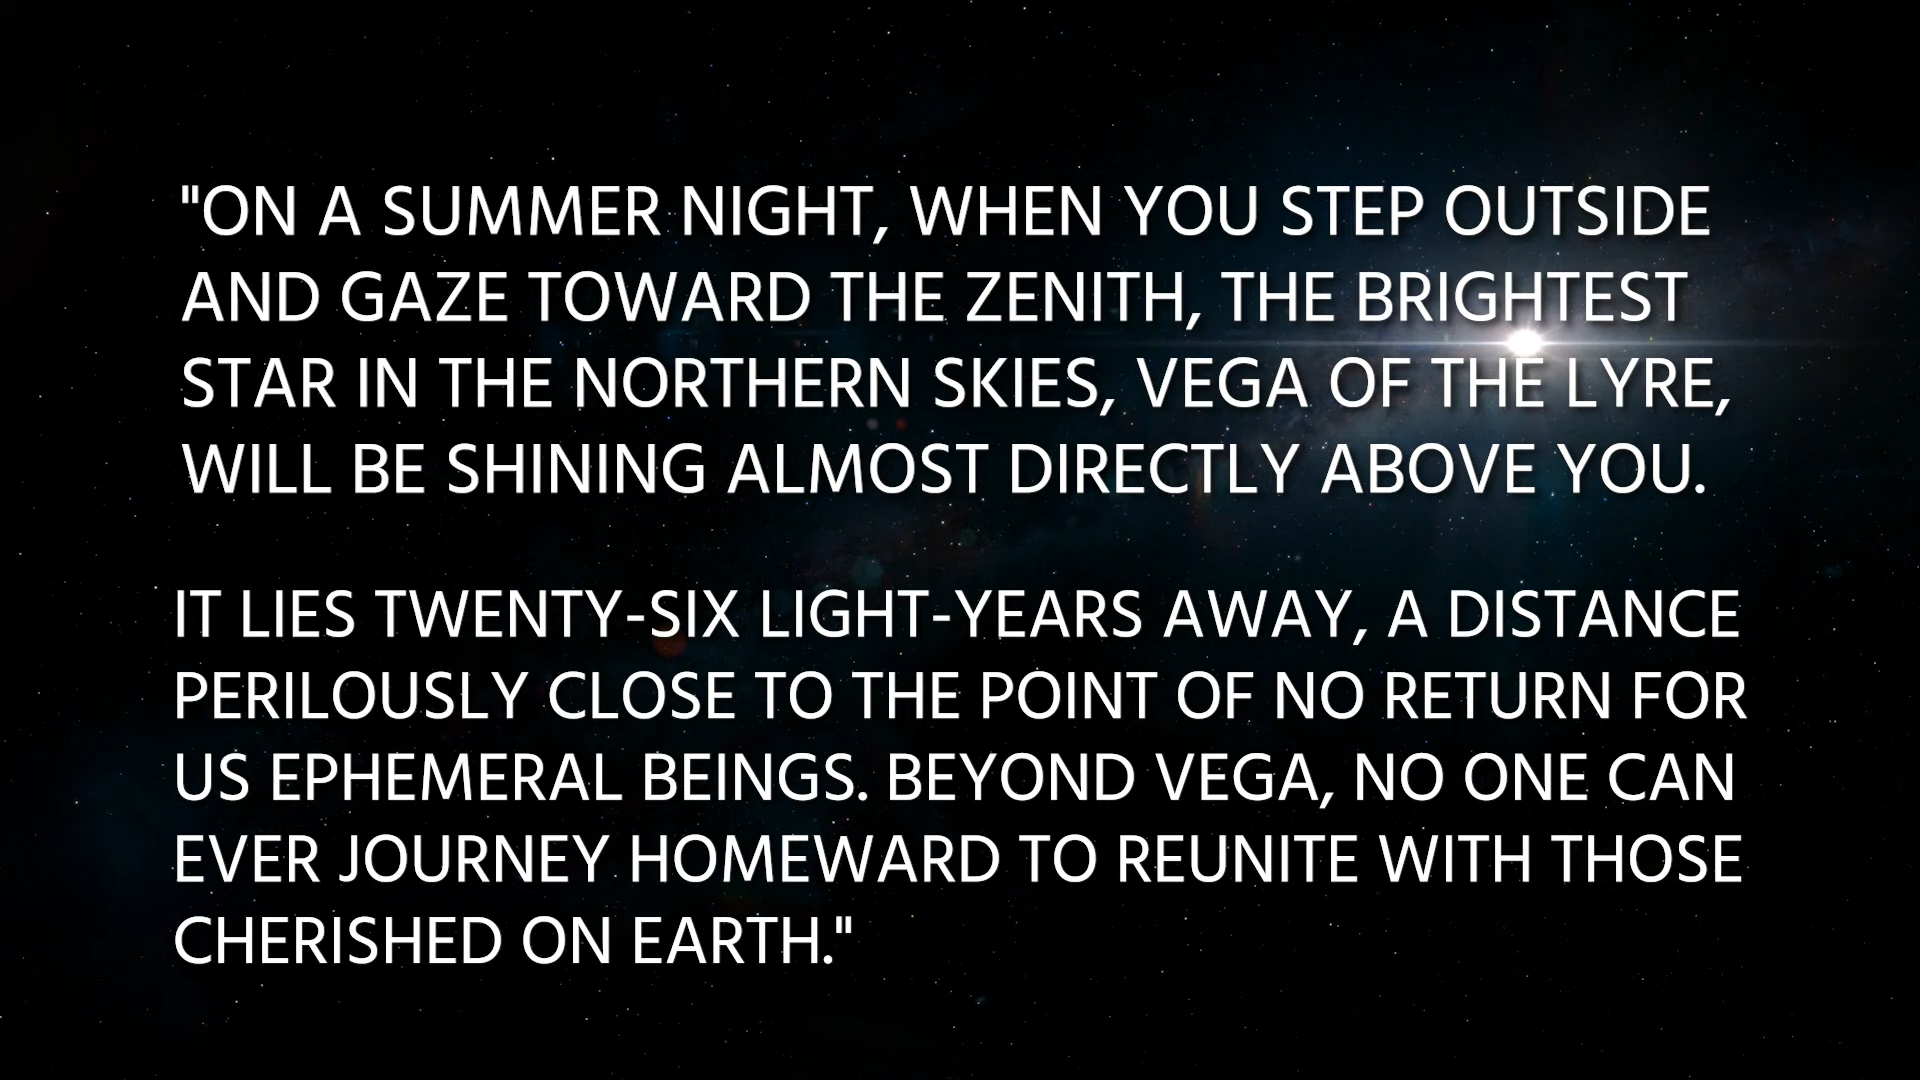 "ON A SUMMER NIGHT, WHEN YOU STEP OUTSIDE
AND GAZE TOWARD THE ZENITH, THE BRIGHTEST
STAR IN THE NORTHERN SKIES, VEGA OF THE LYRE,
WILL BE SHINING ALMOST DIRECTLY ABOVE YOU.
IT LIES TWENTY-SIX LIGHT-YEARS AWAY, A DISTANCE
PERILOUSLY CLOSE TO THE POINT OF NO RETURN FOR
US EPHEMERAL BEINGS. BEYOND VEGA, NO ONE CAN
EVER JOURNEY HOMEWARD TO REUNITE WITH THOSE
CHERISHED ON EARTH."